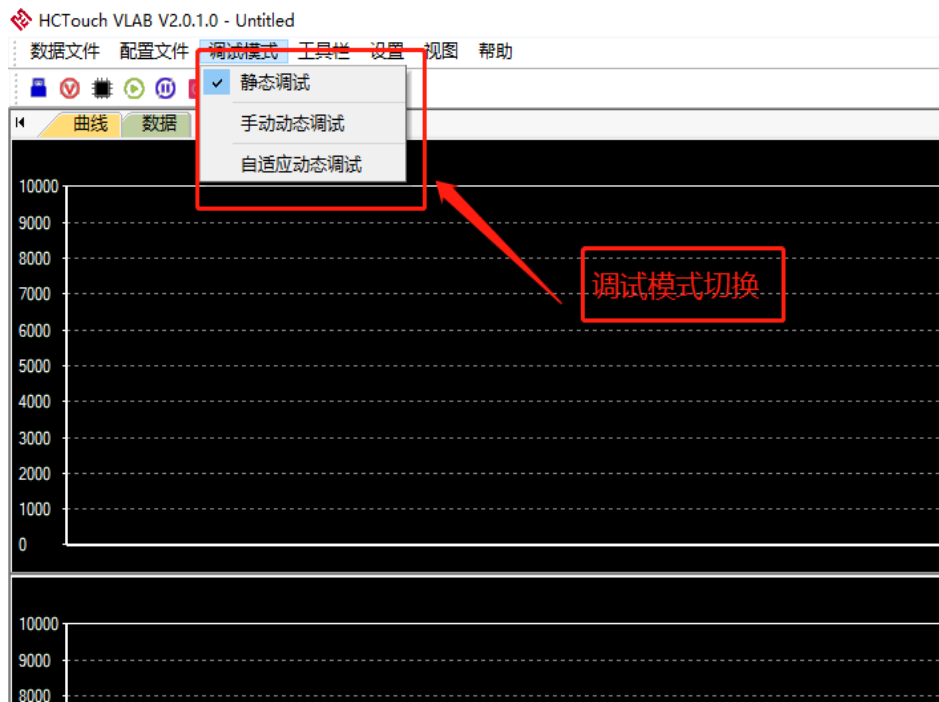 HCTouch VLAB V2.0.1.0 - Untitled
数据文件 配置文件 调试模式 工具栏 设置 视图 帮助
静态调试
曲线 数据
手动动态调试
自适应动态调试
10000
9000
8000
7000
6000
5000
4000
3000
2000
1000
0
调试模式切换
10000
9000
8000